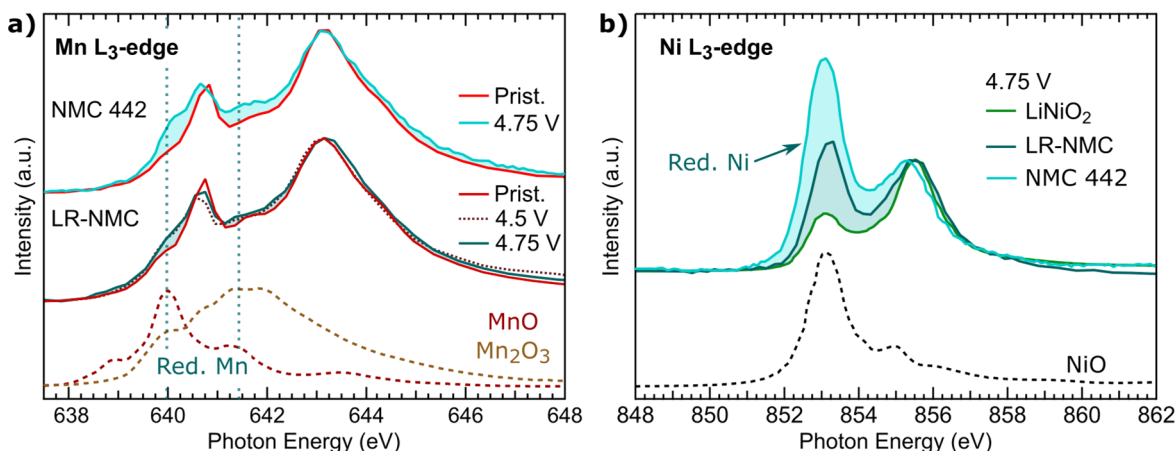 a)
Mn L3-edge
NMC 442
Prist.
4.75 V
LR-NMC
Prist.
4.5 V
4.75 V
MnO
Mn2O3
Red. Mn
Intensity (a.u.)
638 640 642 644 646 648
Photon Energy (eV)
b)
Ni L3-edge
4.75 V
LiNiO2
LR-NMC
NMC 442
Red. Ni
NiO
Intensity (a.u.)
848 850 852 854 856 858 860 862
Photon Energy (eV)